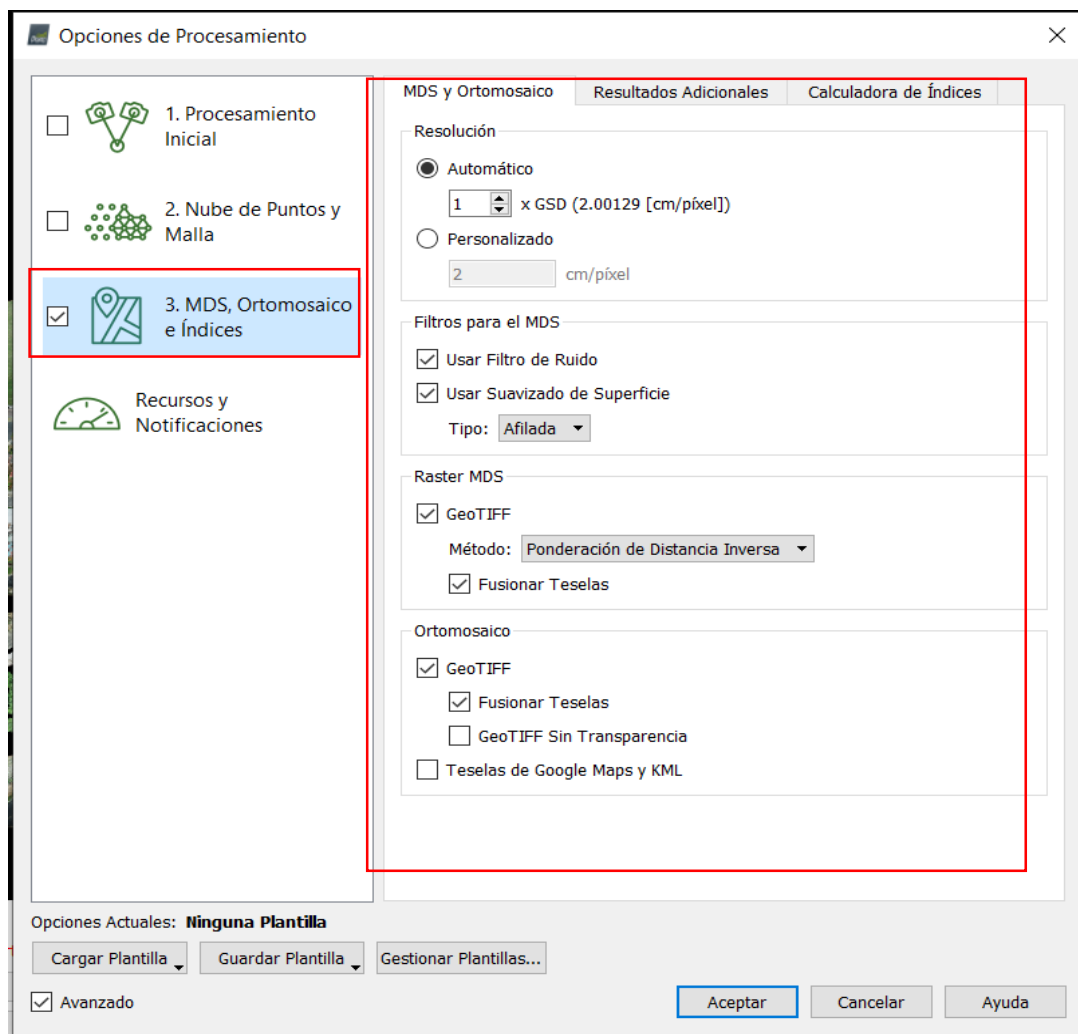 Opciones de Procesamiento
1. Procesamiento
Inicial
2. Nube de Puntos y
Malla
3. MDS, Ortomosaico
e Índices
Recursos y
Notificaciones
MDS y Ortomosaico
Resultados Adicionales
Calculadora de Índices
Resolución
Automático
1 x GSD (2.00129 [cm/píxel])
Personalizado
2 cm/píxel
Filtros para el MDS
Usar Filtro de Ruido
Usar Suavizado de Superficie
Tipo: Afilada
Raster MDS
GeoTIFF
Método: Ponderación de Distancia Inversa
Fusionar Teselas
Ortomosaico
GeoTIFF
Fusionar Teselas
GeoTIFF Sin Transparencia
Teselas de Google Maps y KML
Opciones Actuales: Ninguna Plantilla
Cargar Plantilla
Guardar Plantilla
Gestionar Plantillas...
Avanzado
Aceptar
Cancelar
Ayuda